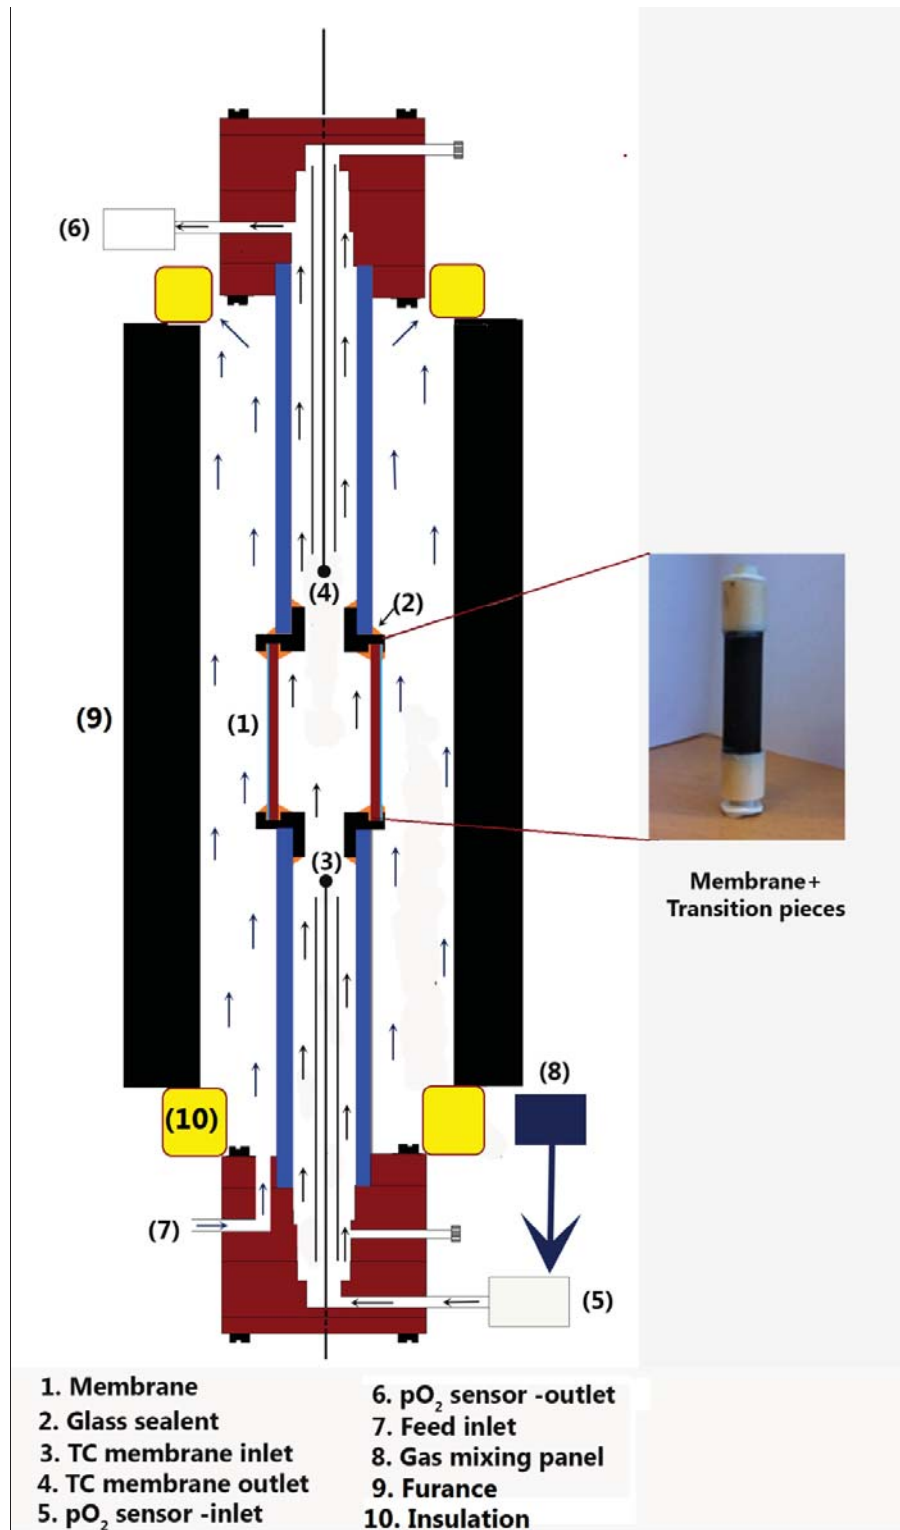 (6)
(4)
(2)
(9)
(1)
(3)
Membrane+
Transition pieces
(8)
(10)
(7)
(5)
1. Membrane
2. Glass sealent
3. TC membrane inlet
4. TC membrane outlet
5. pO₂ sensor -inlet
6. pO₂ sensor -outlet
7. Feed inlet
8. Gas mixing panel
9. Furance
10. Insulation